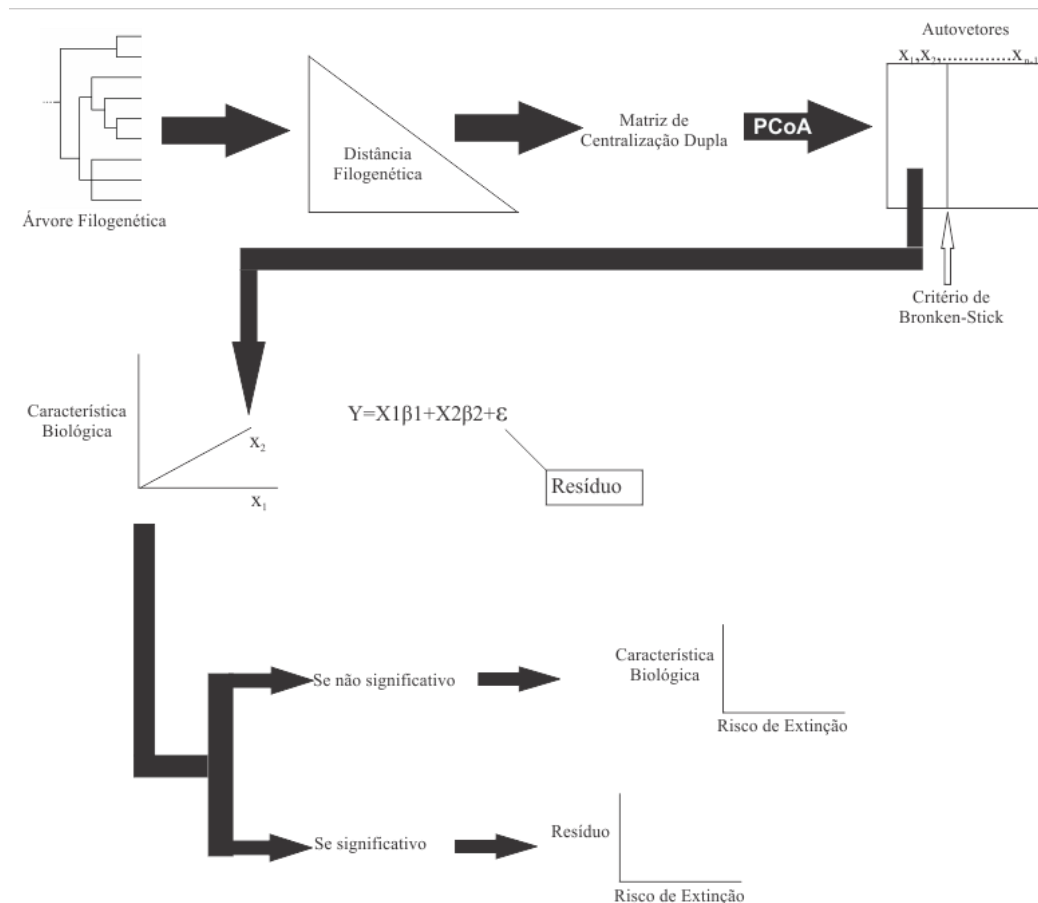 Autovetores
X₁,X₂,...............Xₙ₋₁
Árvore Filogenética
Distância
Filogenética
Matriz de
Centralização Dupla
PCoA
Critério de
Bronken-Stick
Característica
Biológica
X₂
X₁
Y=X1β1+X2β2+ε
Resíduo
Se não significativo
Característica
Biológica
Risco de Extinção
Se significativo
Resíduo
Risco de Extinção